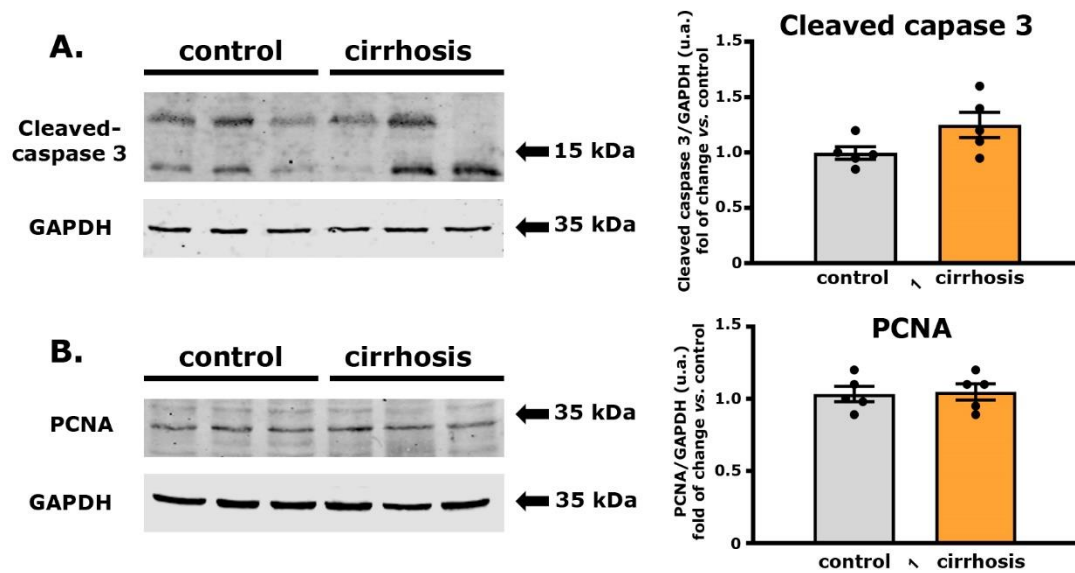 A.
control
cirrhosis
Cleaved-
caspase 3
15 kDa
GAPDH
35 kDa
Cleaved capase 3
Cleaved caspase 3/GAPDH (u.a.)
fol of change vs. control
1.5
1.5
1.0
0.5
0
control
cirrhosis
B.
control
cirrhosis
PCNA
35 kDa
GAPDH
35 kDa
PCNA
PCNA/GAPDH (u.a.)
fold of change vs. control
1.5
1.0
0.5
0
control
cirrhosis